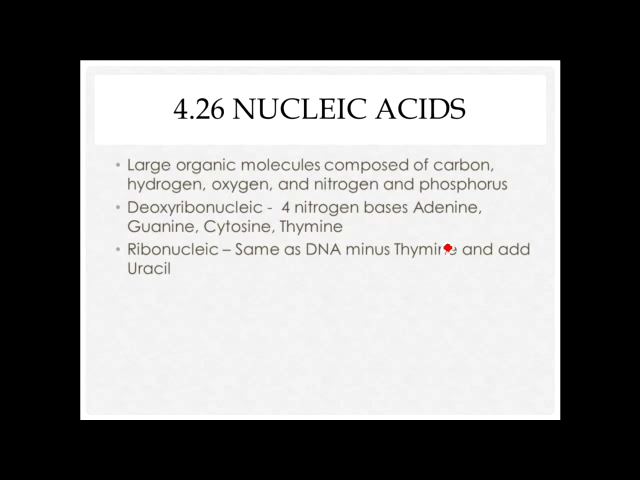 4.26 NUCLEIC ACIDS
• Large organic molecules composed of carbon,
hydrogen, oxygen, and nitrogen and phosphorus
• Deoxyribonucleic - 4 nitrogen bases Adenine,
Guanine, Cytosine, Thymine
• Ribonucleic – Same as DNA minus Thymine and add
Uracil